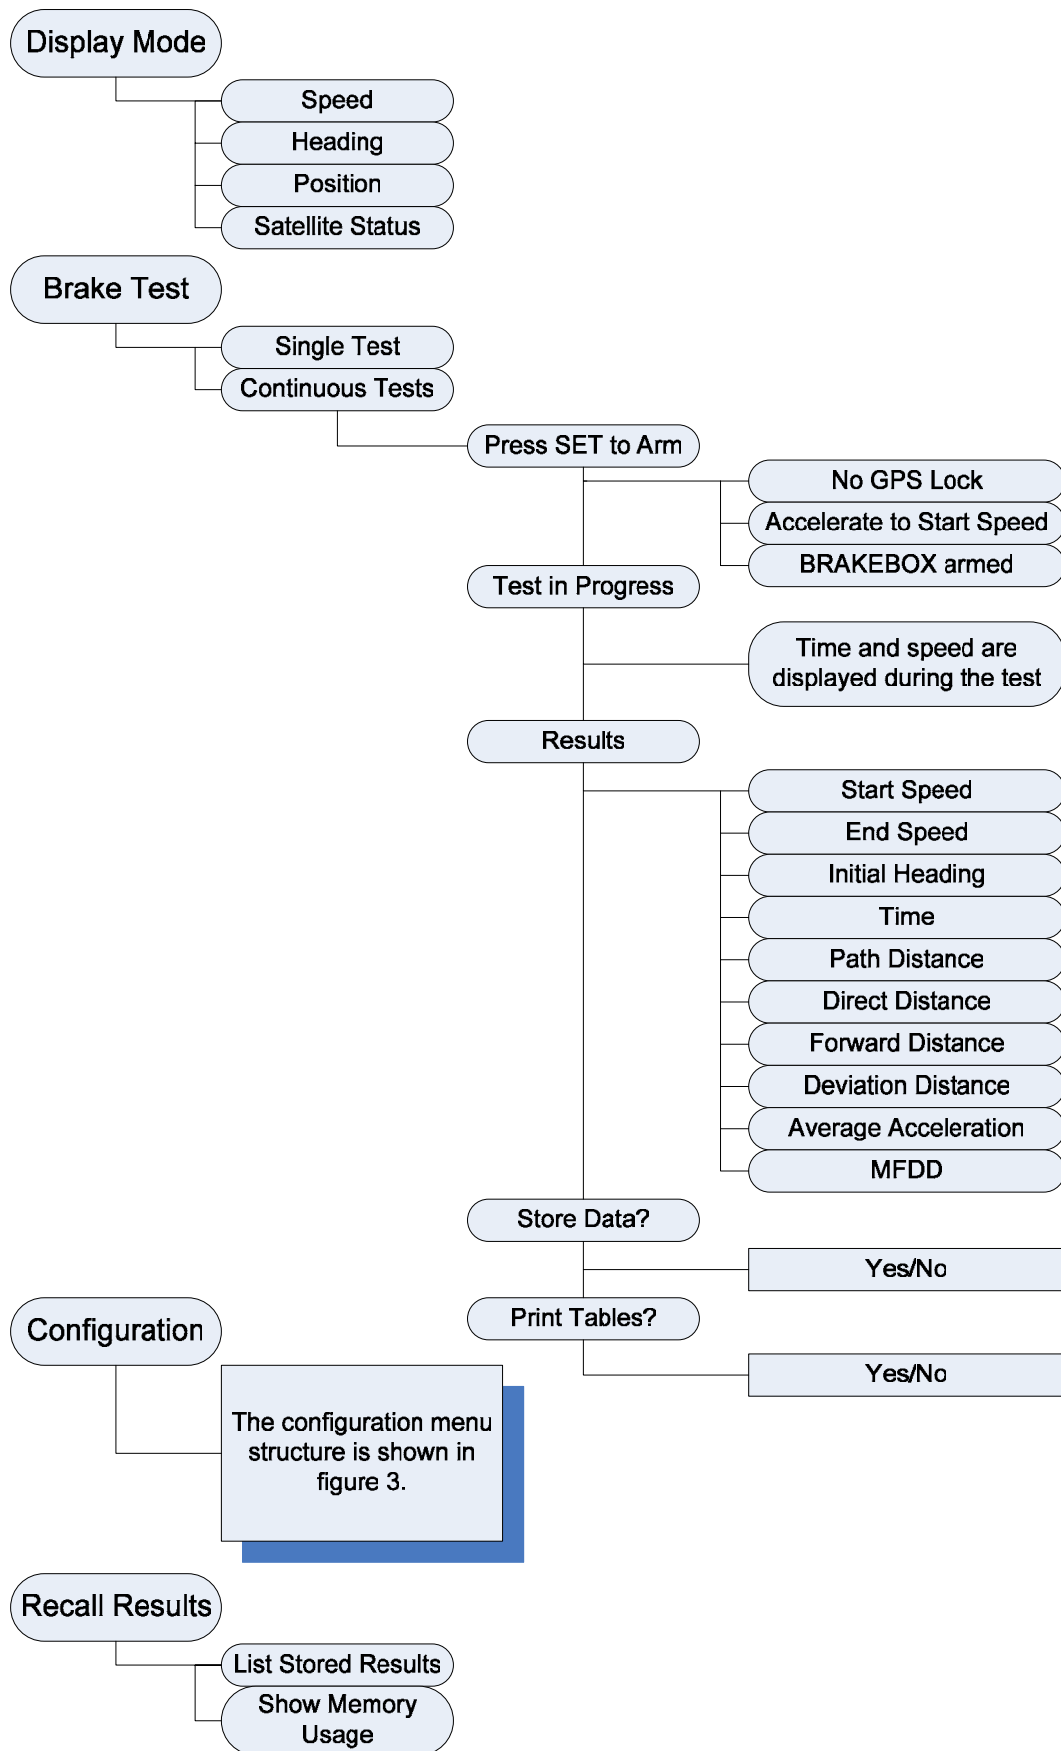 Display Mode
Speed
Heading
Position
Satellite Status
Brake Test
Single Test
Continuous Tests
Press SET to Arm
No GPS Lock
Accelerate to Start Speed
BRAKEBOX armed
Test in Progress
Time and speed are
displayed during the test
Results
Start Speed
End Speed
Initial Heading
Time
Path Distance
Direct Distance
Forward Distance
Deviation Distance
Average Acceleration
MFDD
Store Data?
Yes/No
Print Tables?
Yes/No
Configuration
The configuration menu
structure is shown in
figure 3.
Recall Results
List Stored Results
Show Memory
Usage